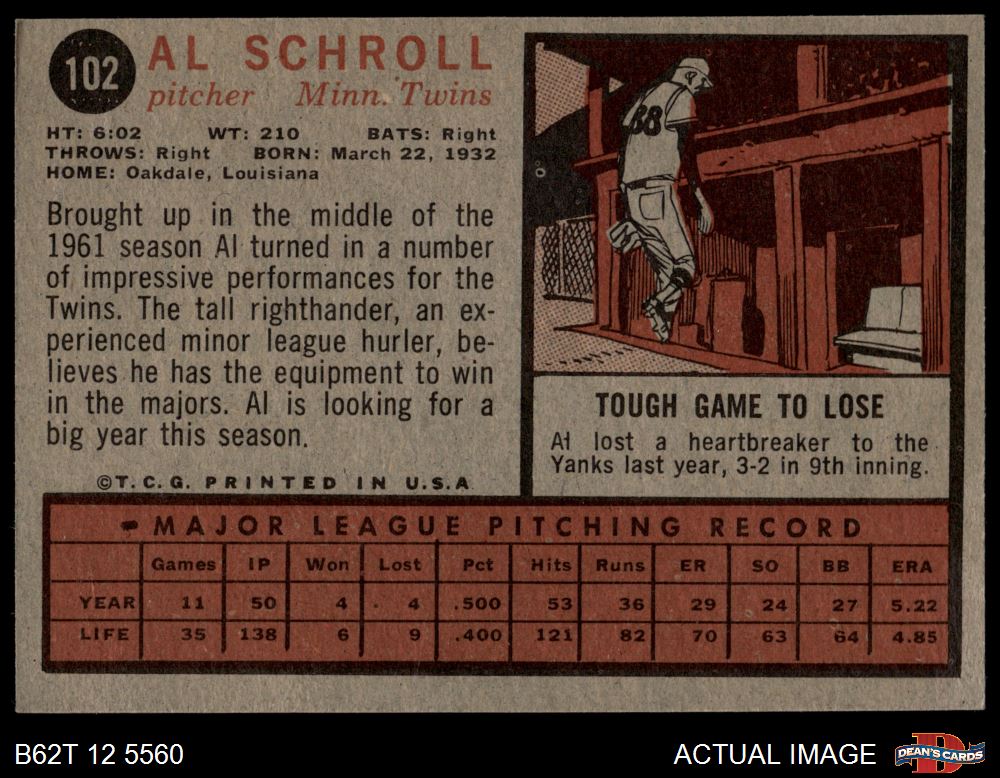 102
AL SCHROLL
pitcher Minn. Twins
HT: 6:02 WT: 210 BATS: Right
THROWS: Right BORN: March 22, 1932
HOME: Oakdale, Louisiana
Brought up in the middle of the
1961 season Al turned in a number
of impressive performances for the
Twins. The tall righthander, an ex-
perienced minor league hurler, be-
lieves he has the equipment to win
in the majors. Al is looking for a
big year this season.
©T.C.G. PRINTED IN U.S.A
88
TOUGH GAME TO LOSE
Al lost a heartbreaker to the
Yanks last year, 3-2 in 9th inning.
MAJOR LEAGUE PITCHING RECORD
Games IP Won Lost Pct Hits Runs ER SO BB ERA
YEAR 11 50 4 4 .500 53 36 29 24 27 5.22
LIFE 35 138 6 9 .400 121 82 70 63 64 4.85
B62T 12 5560 ACTUAL IMAGE
DEAN'S CARDS